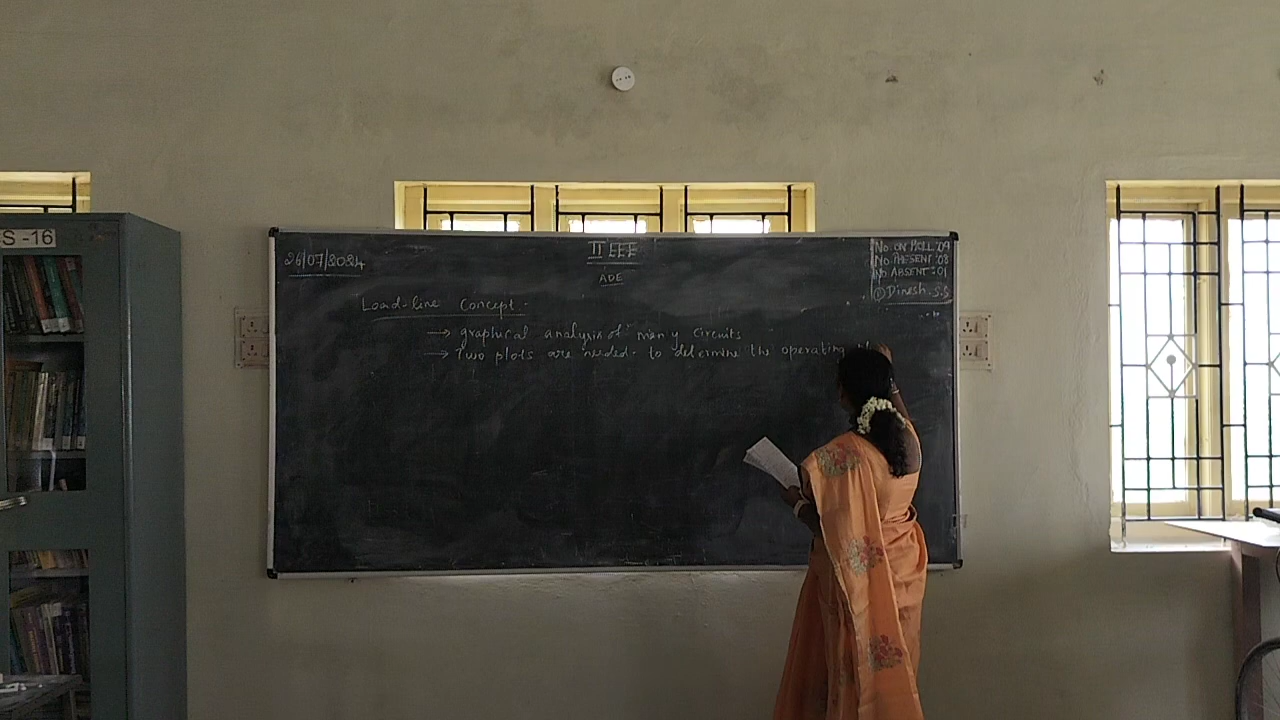 S-16
26/07/2024
II EEE
ADE
No. ON ROLL: 09
No. PRESENT: 08
No ABSENT: 01
① Dinesh. S.S
Load-line Concept.
→ graphical analysis of many circuits
→ Two plots are needed to determine the operating